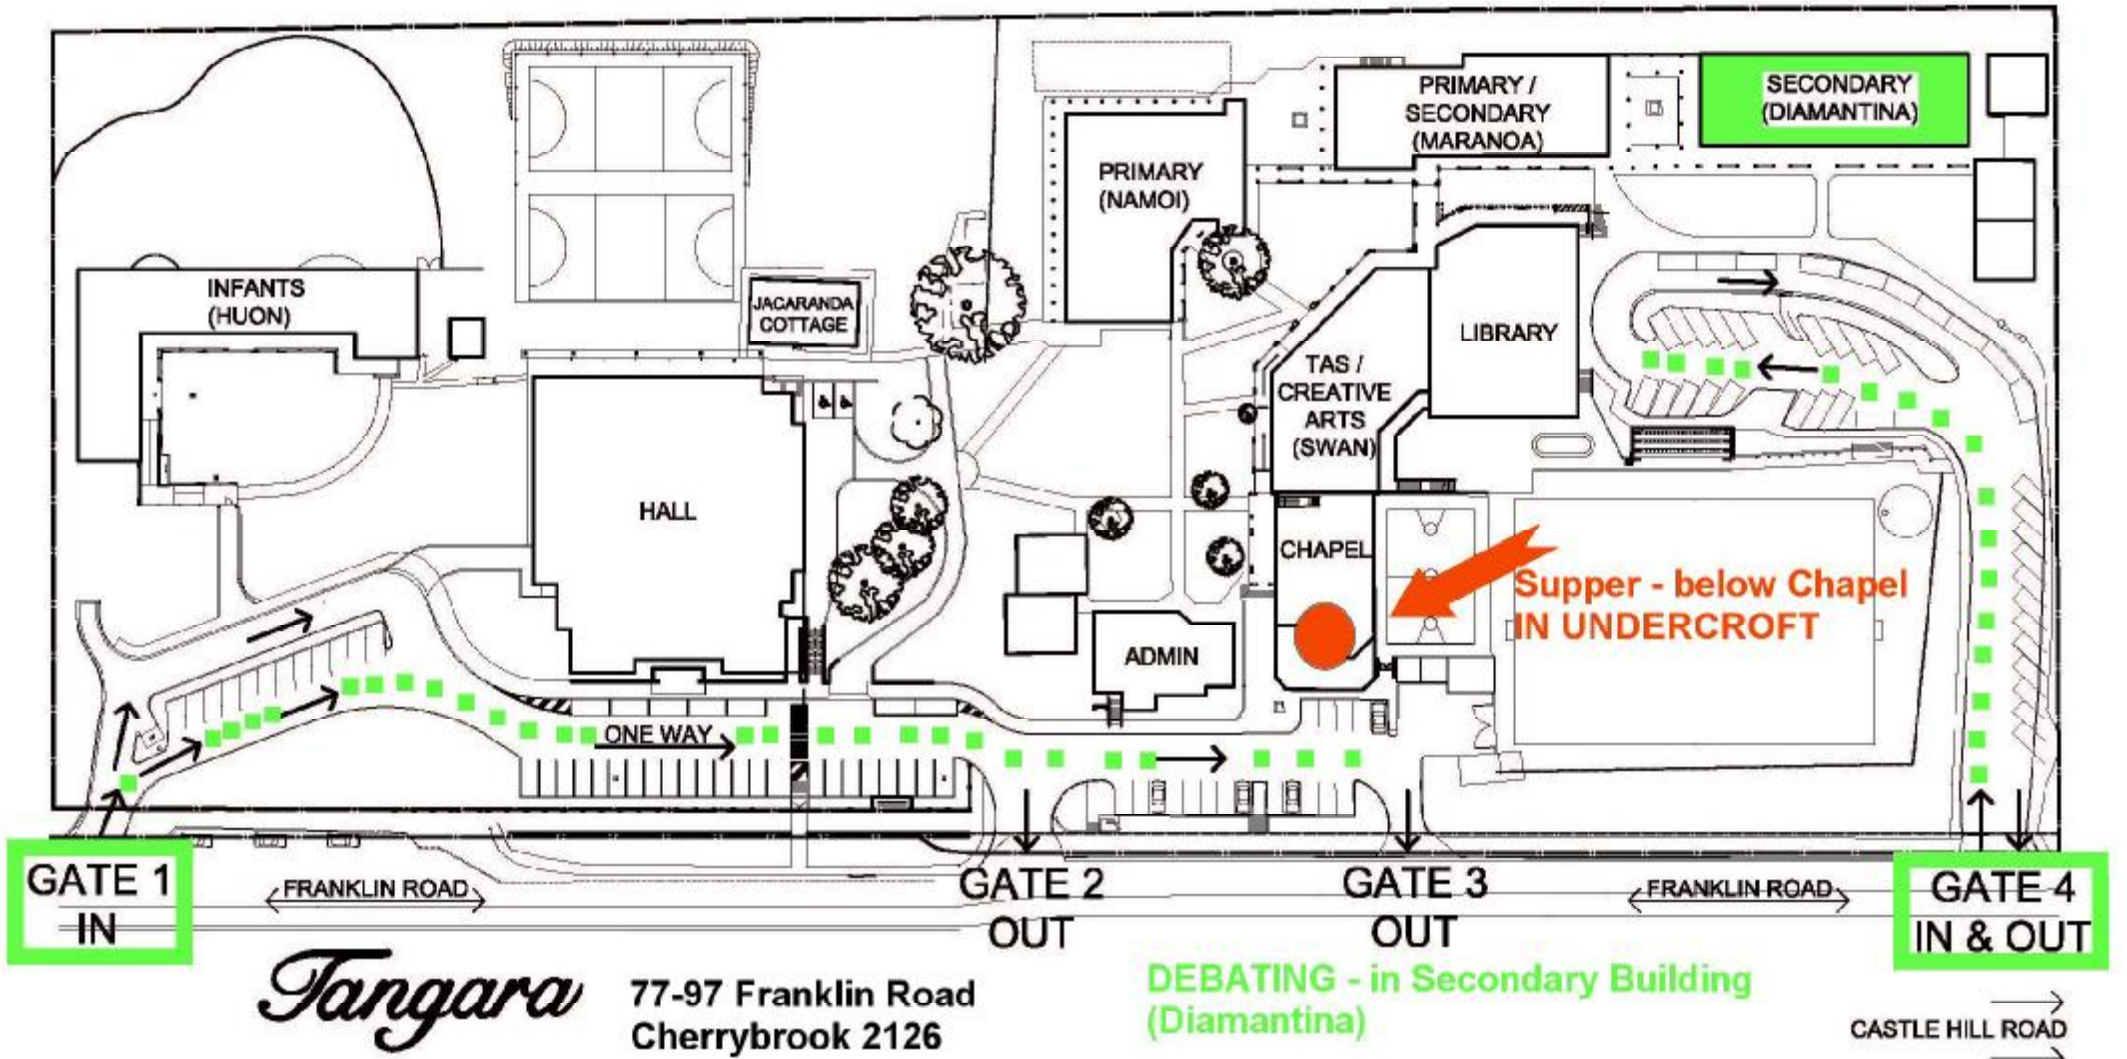 SECONDARY
(DIAMANTINA)
PRIMARY /
SECONDARY
(MARANOA)
PRIMARY
(NAMOI)
INFANTS
(HUON)
JACARANDA
COTTAGE
LIBRARY
TAS /
CREATIVE
ARTS
(SWAN)
HALL
CHAPEL
Supper - below Chapel
IN UNDERCROFT
ADMIN
ONE WAY
GATE 1
IN
FRANKLIN ROAD
GATE 2
OUT
GATE 3
OUT
FRANKLIN ROAD
GATE 4
IN & OUT
Tangara
77-97 Franklin Road
Cherrybrook 2126
DEBATING - in Secondary Building
(Diamantina)
CASTLE HILL ROAD